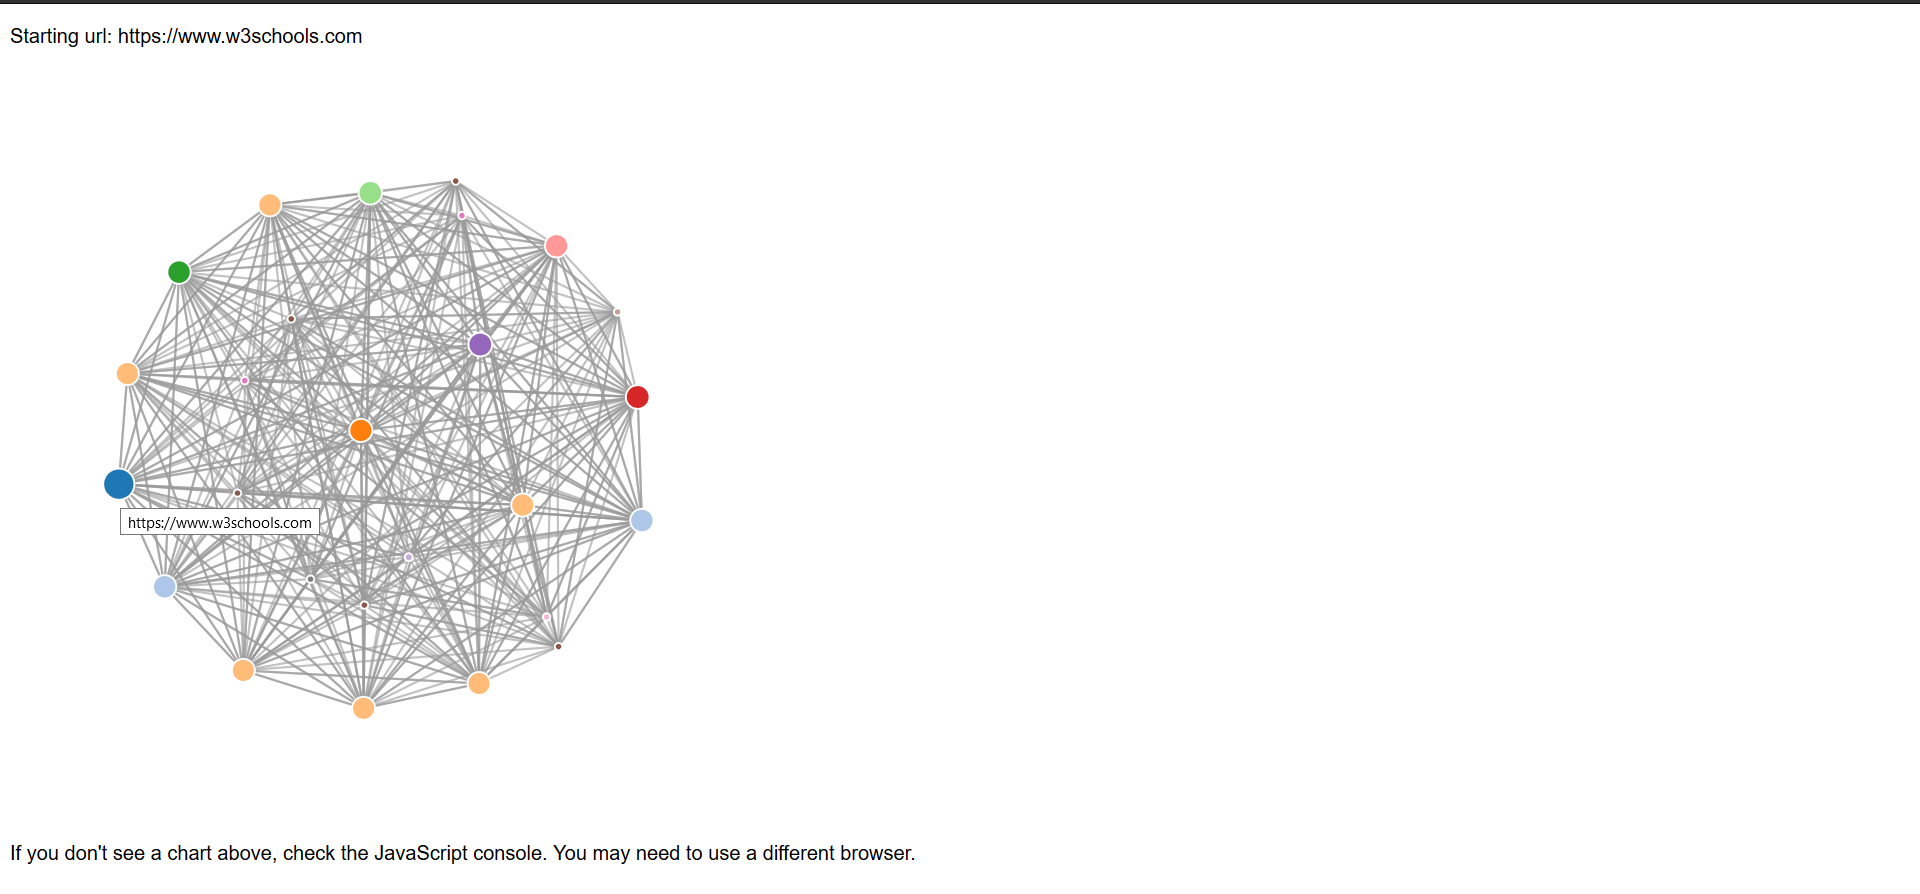 Starting url: https://www.w3schools.com
https://www.w3schools.com
If you don't see a chart above, check the JavaScript console. You may need to use a different browser.